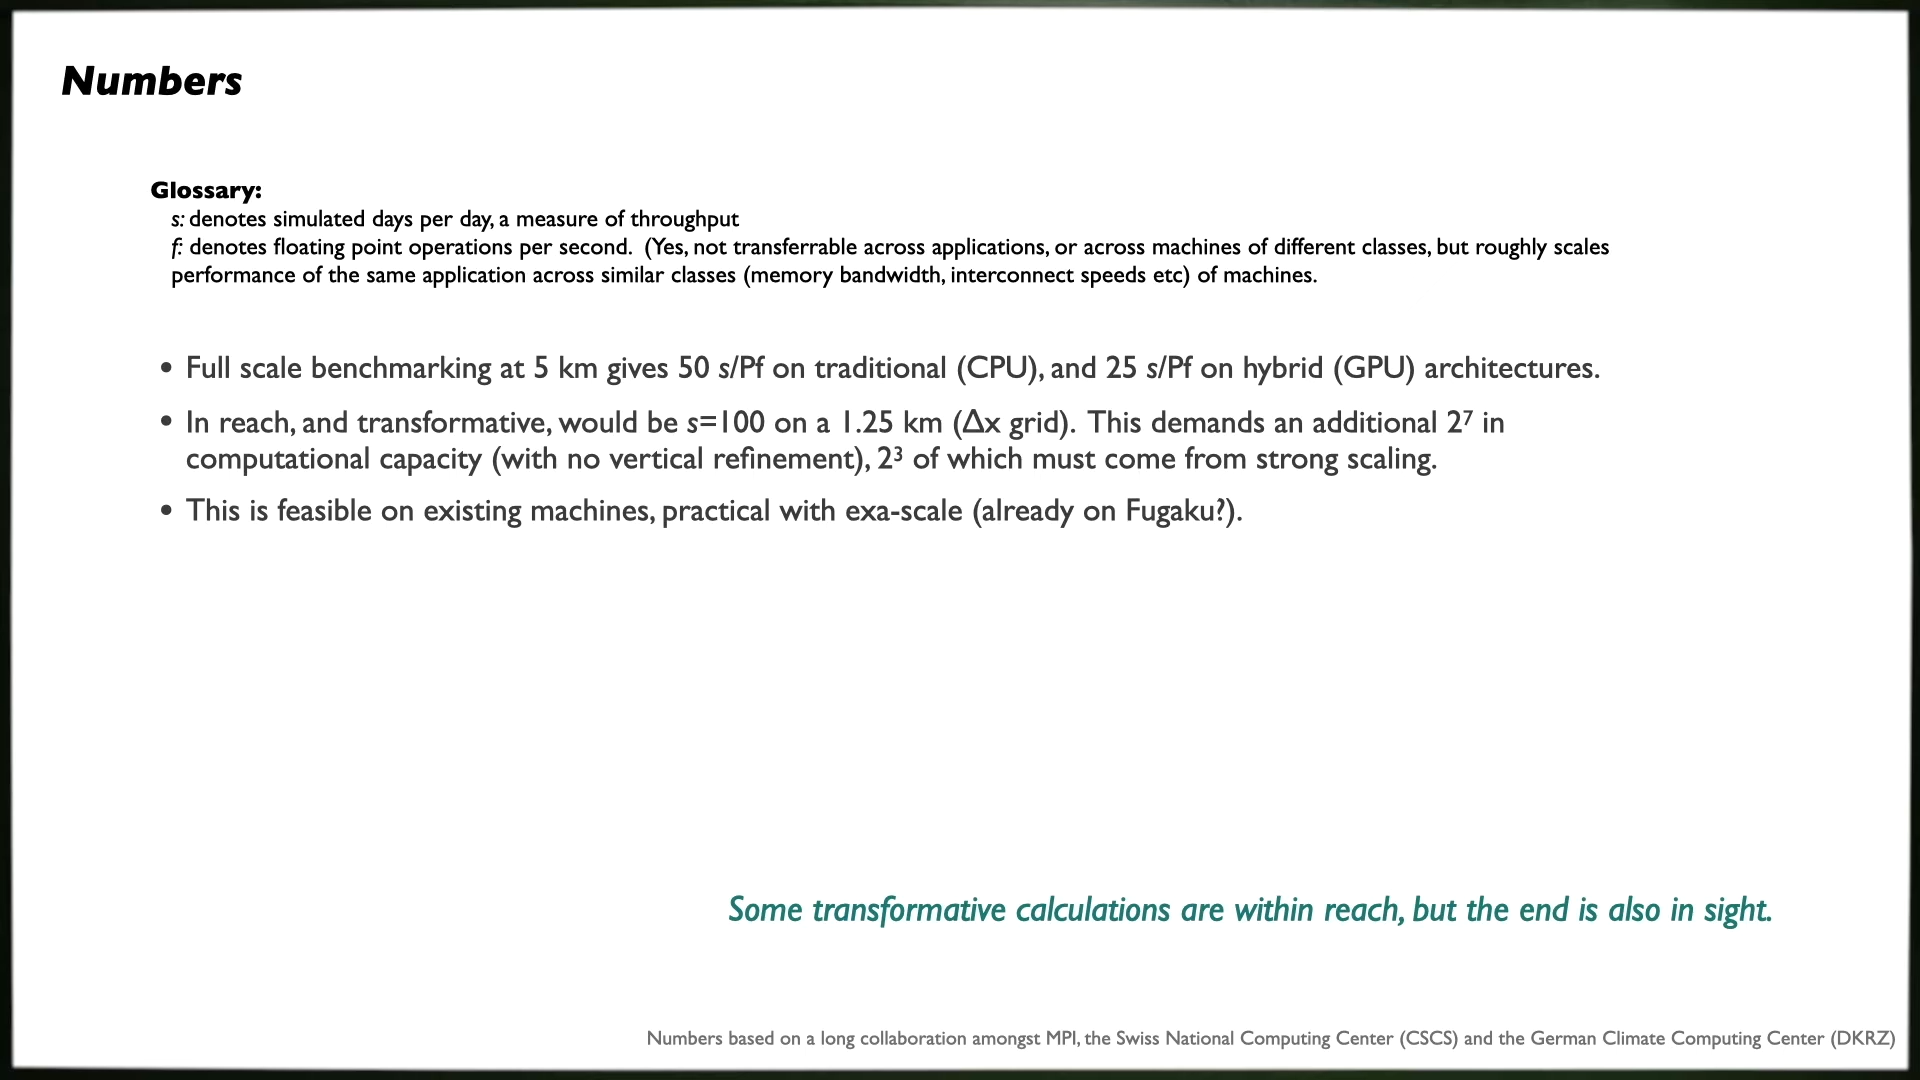 Numbers
Glossary:
s: denotes simulated days per day, a measure of throughput
f: denotes floating point operations per second. (Yes, not transferrable across applications, or across machines of different classes, but roughly scales
performance of the same application across similar classes (memory bandwidth, interconnect speeds etc) of machines.
• Full scale benchmarking at 5 km gives 50 s/Pf on traditional (CPU), and 25 s/Pf on hybrid (GPU) architectures.
• In reach, and transformative, would be s=100 on a 1.25 km (Δx grid). This demands an additional 2⁷ in
computational capacity (with no vertical refinement), 2³ of which must come from strong scaling.
• This is feasible on existing machines, practical with exa-scale (already on Fugaku?).
Some transformative calculations are within reach, but the end is also in sight.
Numbers based on a long collaboration amongst MPI, the Swiss National Computing Center (CSCS) and the German Climate Computing Center (DKRZ)